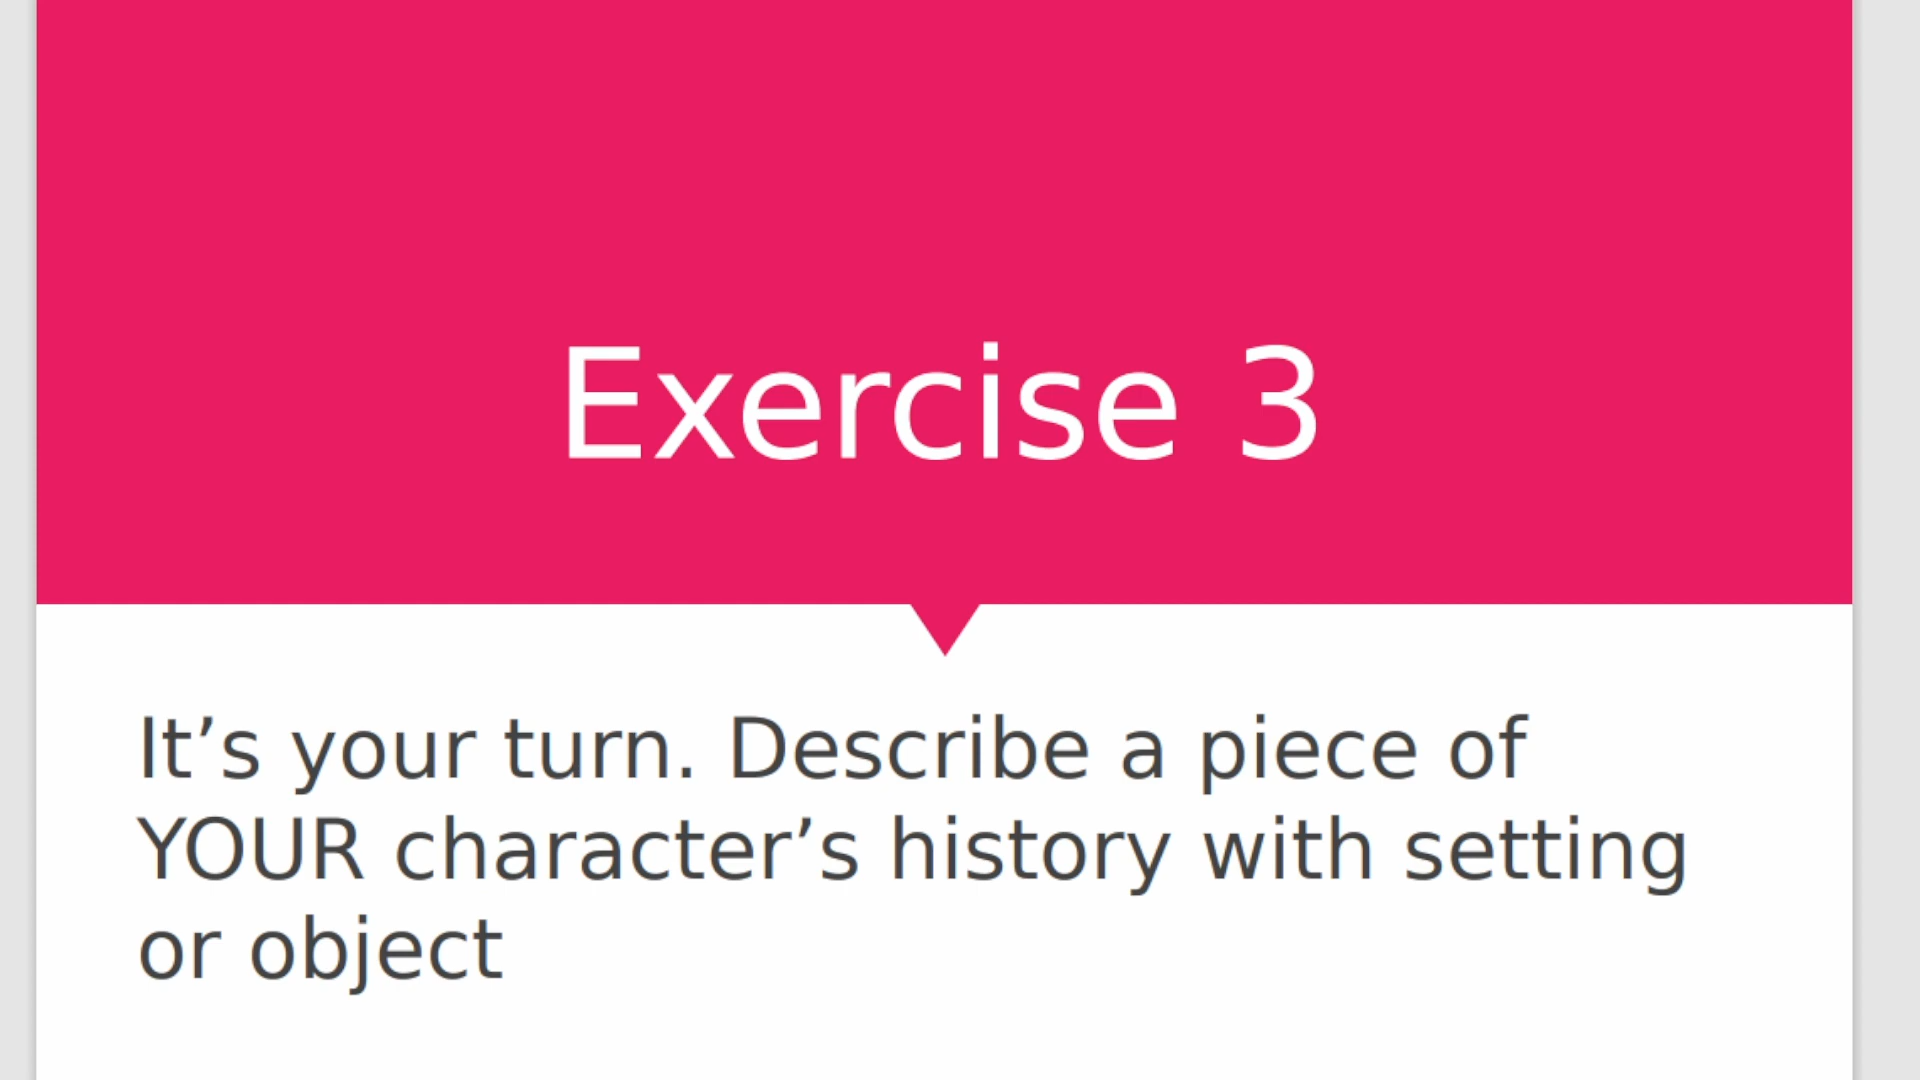 Exercise 3
It’s your turn. Describe a piece of
YOUR character’s history with setting
or object